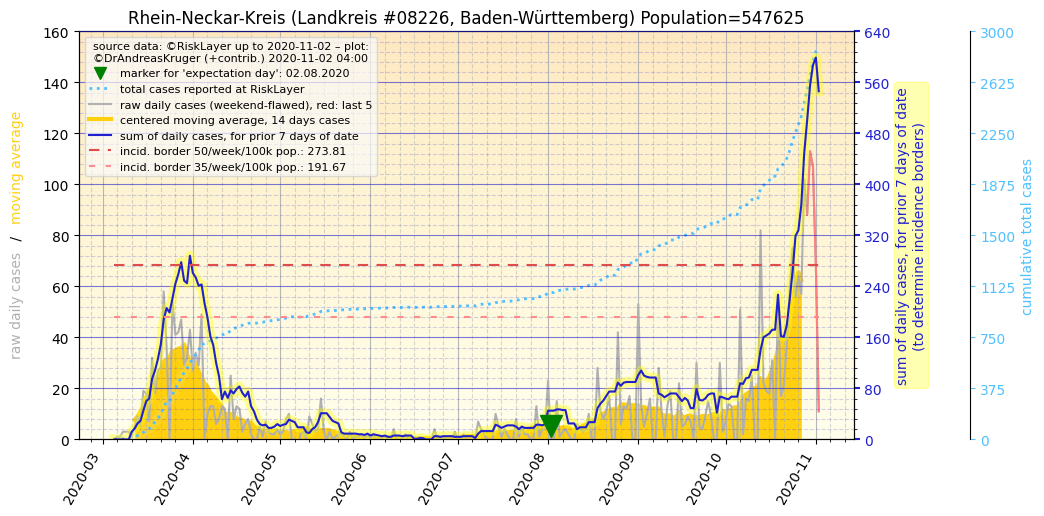 Rhein-Neckar-Kreis (Landkreis #08226, Baden-Württemberg) Population=547625
source data: ©RiskLayer up to 2020-11-02 – plot:
©DrAndreasKruger (+contrib.) 2020-11-02 04:00
marker for 'expectation day': 02.08.2020
total cases reported at RiskLayer
raw daily cases (weekend-flawed), red: last 5
centered moving average, 14 days cases
sum of daily cases, for prior 7 days of date
incid. border 50/week/100k pop.: 273.81
incid. border 35/week/100k pop.: 191.67
raw daily cases / moving average
160
140
120
100
80
60
40
20
0
2020-03
2020-04
2020-05
2020-06
2020-07
2020-08
2020-09
2020-10
2020-11
640
560
480
400
320
240
160
80
0
sum of daily cases, for prior 7 days of date
(to determine incidence borders)
3000
2625
2250
1875
1500
1125
750
375
0
cumulative total cases